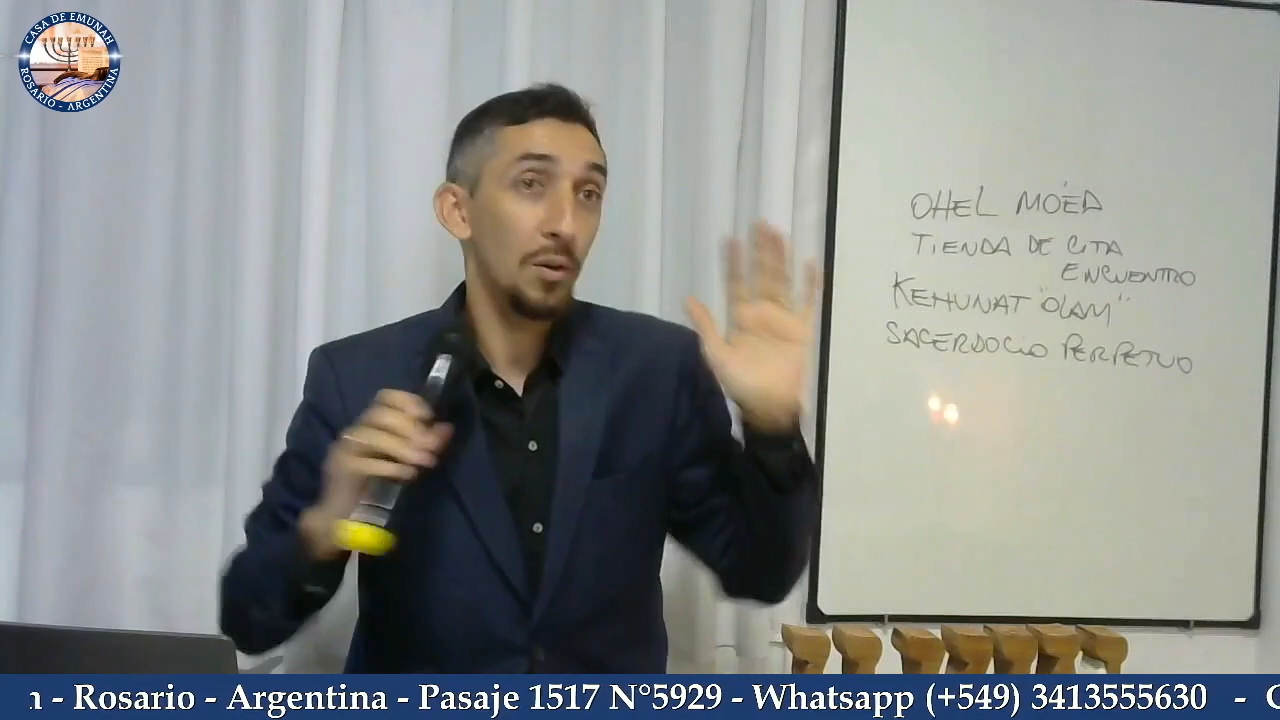 CASA DE EMUNAH
ROSARIO - ARGENTINA
OHEL MOÉD
TIENDA DE CITA
ENCUENTRO
KEHUNAT "OLAM"
SACERDOCIO PERPETUO
- Rosario - Argentina - Pasaje 1517 N°5929 - Whatsapp (+549) 3413555630 -